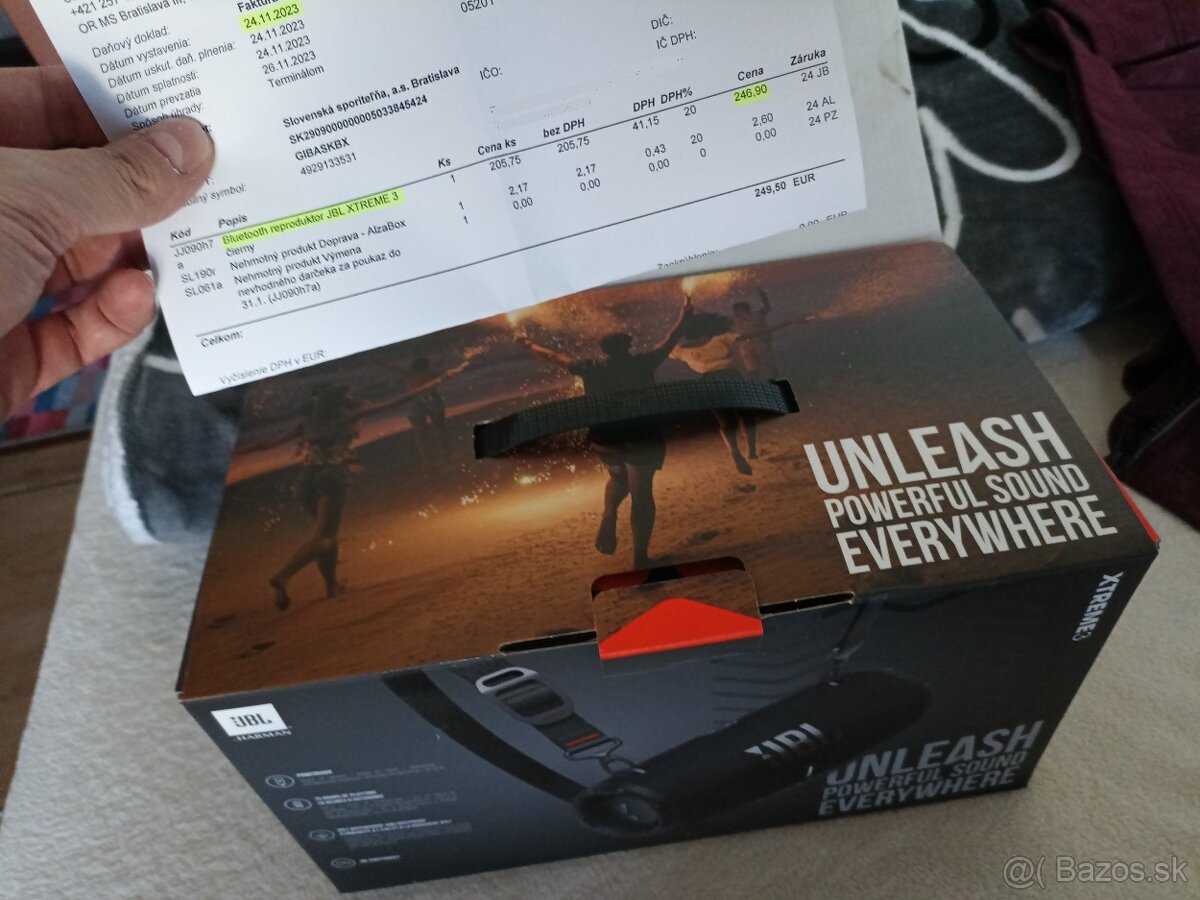 +421 257
OR MS Bratislava III,
Faktúra
05201
Daňový doklad:
24.11.2023
Dátum vystavenia:
24.11.2023
Dátum uskut. daň. plnenia:
24.11.2023
Dátum splatnosti:
26.11.2023
Dátum prevzatia
Terminálom
Spôsob úhrady:
Slovenská sporiteľňa, a.s. Bratislava
SK2909000000005033845424
GIBASKBX
4929133531
symbol:
IČO:
DIČ:
IČ DPH:
Kód Popis Ks Cena ks bez DPH DPH DPH% Cena Záruka
JJ090h7a Bluetooth reproduktor JBL XTREME 3 čierny 1 205,75 205,75 41,15 20 246,90 24 JB
SL190r Nehmotný produkt Doprava - AlzaBox 1 2,17 2,17 0,43 20 2,60 24 AL
SL061a Nehmotný produkt Výmena 1 0,00 0,00 0,00 0 0,00 24 PZ
nevhodného darčeka za poukaz do
31.1. (JJ090h7a)
Celkom: 249,50 EUR
Vyčíslenie DPH v EUR:
UNLEASH
POWERFUL SOUND
EVERYWHERE
XTREME3
JBL
HARMAN
JBL
UNLEASH
POWERFUL SOUND
EVERYWHERE
@( Bazos.sk